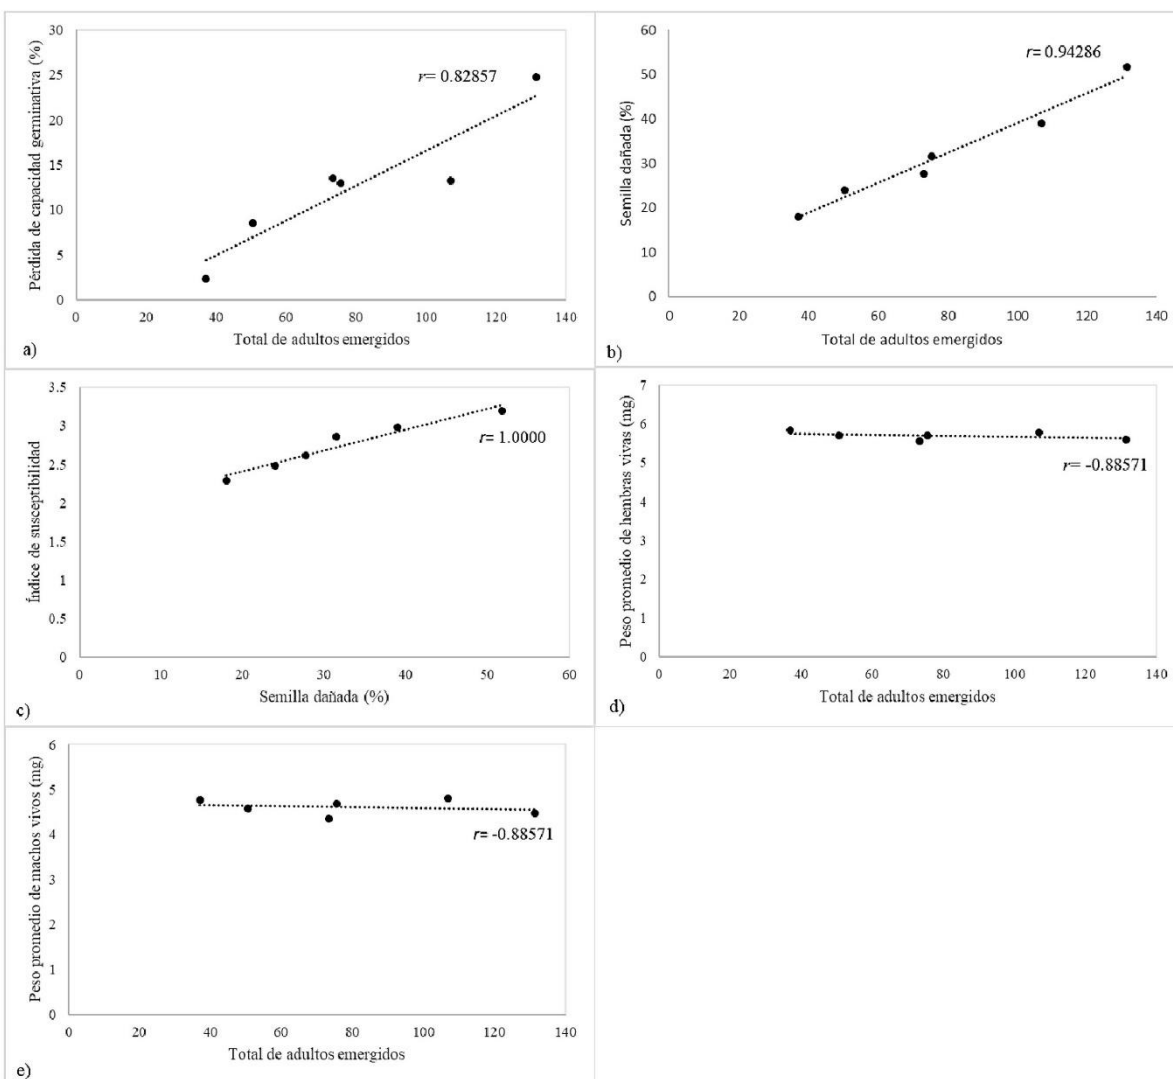 Pérdida de capacidad germinativa (%)
30
25
20
15
10
5
0
r= 0.82857
0 20 40 60 80 100 120 140
Total de adultos emergidos
a)
Semilla dañada (%)
60
50
40
30
20
10
0
r= 0.94286
0 20 40 60 80 100 120 140
Total de adultos emergidos
b)
Índice de susceptibilidad
3.5
3
2.5
2
1.5
1
0.5
0
r= 1.0000
0 10 20 30 40 50 60
Semilla dañada (%)
c)
Peso promedio de hembras vivas (mg)
7
6
5
4
3
2
1
0
r= -0.88571
0 20 40 60 80 100 120 140
Total de adultos emergidos
d)
Peso promedio de machos vivos (mg)
6
5
4
3
2
1
0
r= -0.88571
0 20 40 60 80 100 120 140
Total de adultos emergidos
e)